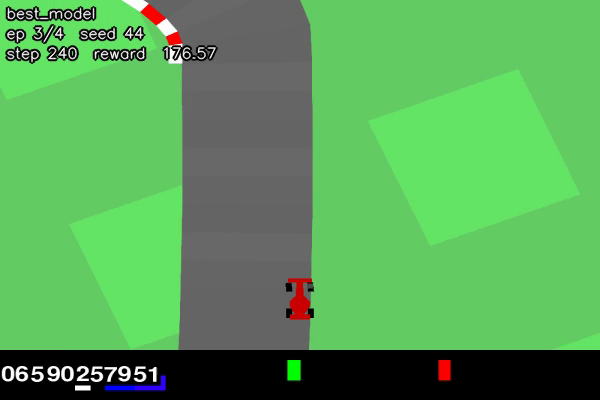 best_model
ep 3/4 seed 44
step 240 reward 176.57
06590257951